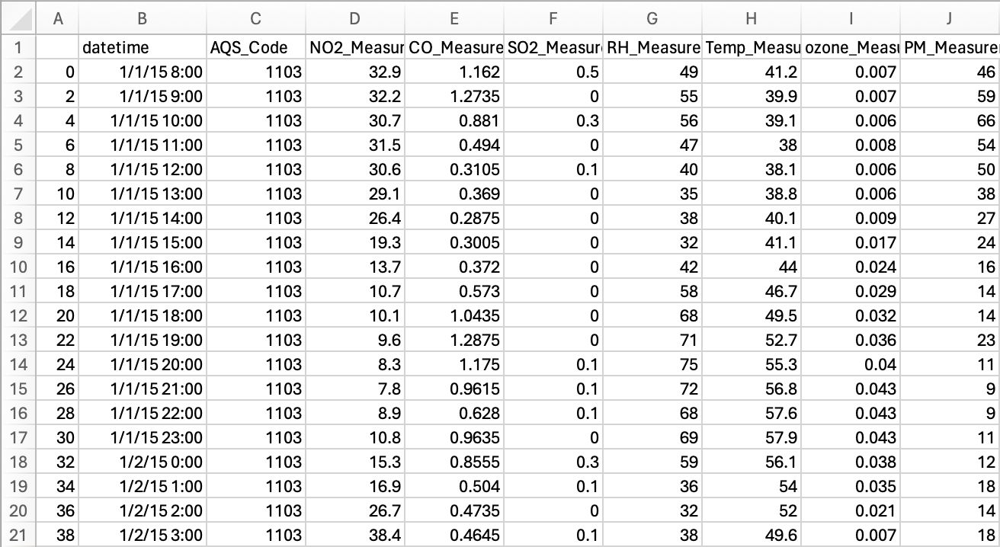 A B C D E F G H I J
1 datetime AQS_Code NO2_Measur CO_Measure SO2_Measur RH_Measure Temp_Measu ozone_Measu PM_Measure
2 0 1/1/15 8:00 1103 32.9 1.162 0.5 49 41.2 0.007 46
3 2 1/1/15 9:00 1103 32.2 1.2735 0 55 39.9 0.007 59
4 4 1/1/15 10:00 1103 30.7 0.881 0.3 56 39.1 0.006 66
5 6 1/1/15 11:00 1103 31.5 0.494 0 47 38 0.008 54
6 8 1/1/15 12:00 1103 30.6 0.3105 0.1 40 38.1 0.006 50
7 10 1/1/15 13:00 1103 29.1 0.369 0 35 38.8 0.006 38
8 12 1/1/15 14:00 1103 26.4 0.2875 0 38 40.1 0.009 27
9 14 1/1/15 15:00 1103 19.3 0.3005 0 32 41.1 0.017 24
10 16 1/1/15 16:00 1103 13.7 0.372 0 42 44 0.024 16
11 18 1/1/15 17:00 1103 10.7 0.573 0 58 46.7 0.029 14
12 20 1/1/15 18:00 1103 10.1 1.0435 0 68 49.5 0.032 14
13 22 1/1/15 19:00 1103 9.6 1.2875 0 71 52.7 0.036 23
14 24 1/1/15 20:00 1103 8.3 1.175 0.1 75 55.3 0.04 11
15 26 1/1/15 21:00 1103 7.8 0.9615 0.1 72 56.8 0.043 9
16 28 1/1/15 22:00 1103 8.9 0.628 0.1 68 57.6 0.043 9
17 30 1/1/15 23:00 1103 10.8 0.9635 0 69 57.9 0.043 11
18 32 1/2/15 0:00 1103 15.3 0.8555 0.3 59 56.1 0.038 12
19 34 1/2/15 1:00 1103 16.9 0.504 0.1 36 54 0.035 18
20 36 1/2/15 2:00 1103 26.7 0.4735 0 32 52 0.021 14
21 38 1/2/15 3:00 1103 38.4 0.4645 0.1 38 49.6 0.007 18